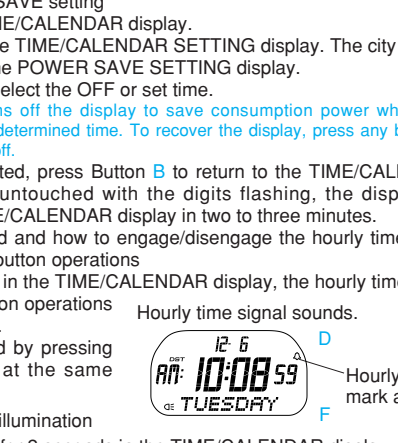 SAVE setting
ME/CALENDAR display.
e TIME/CALENDAR SETTING display. The city
he POWER SAVE SETTING display.
select the OFF or set time.
ns off the display to save consumption power wh
determined time. To recover the display, press any b
off.
ted, press Button B to return to the TIME/CALE
untouched with the digits flashing, the disp
E/CALENDAR display in two to three minutes.
d and how to engage/disengage the hourly time
button operations
in the TIME/CALENDAR display, the hourly time
on operations
Hourly time signal sounds.
d by pressing
at the same
12- 6
D
DST
AM: 10:08 59
Hourly
mark a
TUESDAY
F
illumination
for 3 seconds in the TIME/CALENDAR displ